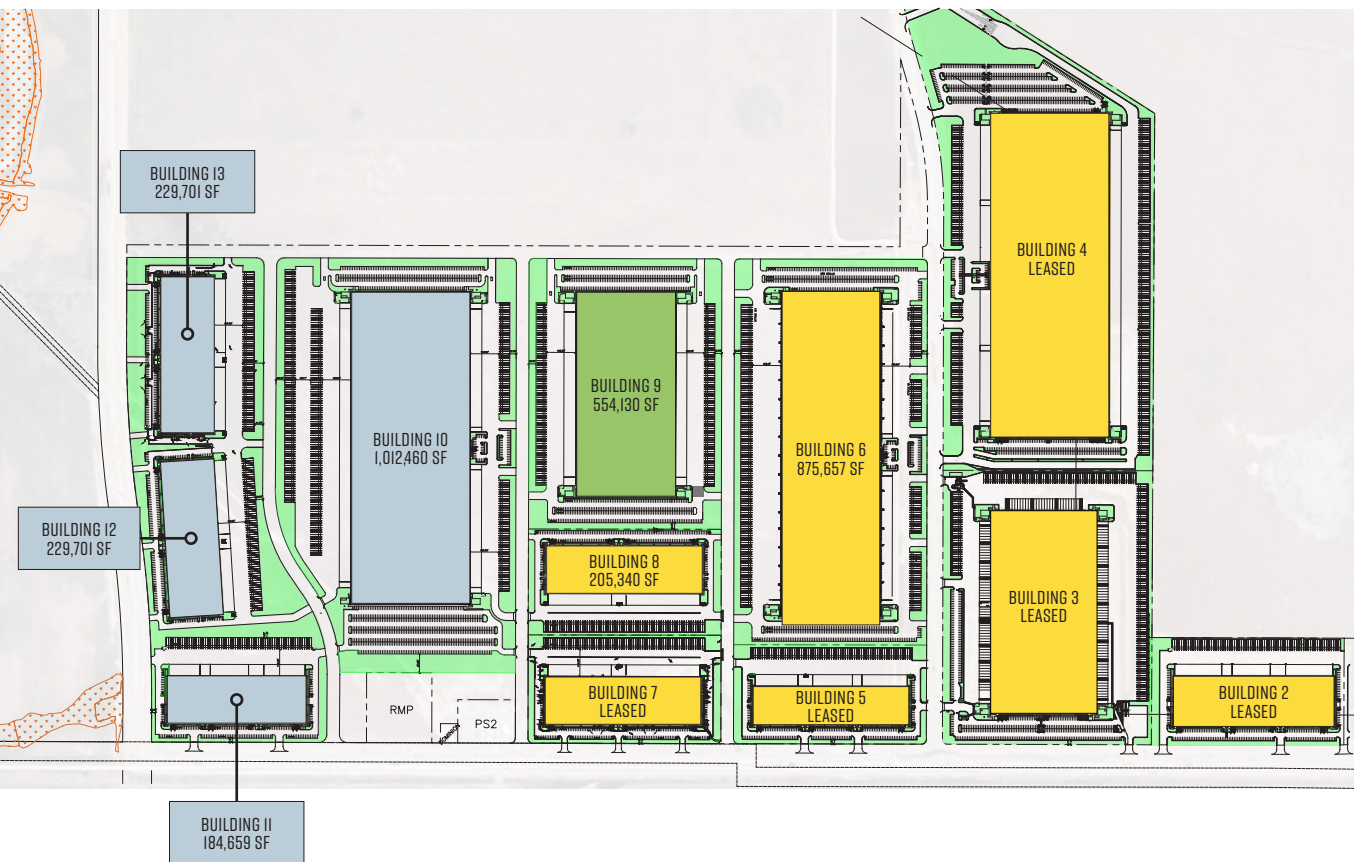 BUILDING 13
229,701 SF
BUILDING 4
LEASED
BUILDING 9
554,130 SF
BUILDING 10
1,012,460 SF
BUILDING 6
875,657 SF
BUILDING 12
229,701 SF
BUILDING 8
205,340 SF
BUILDING 3
LEASED
BUILDING 7
LEASED
BUILDING 5
LEASED
BUILDING 2
LEASED
RMP
PS2
BUILDING 11
184,659 SF